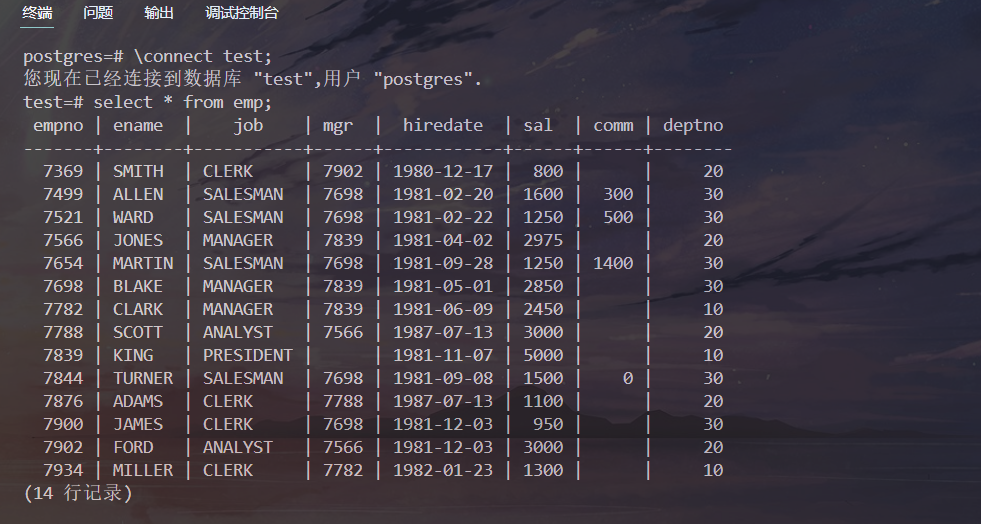 终端 问题 输出 调试控制台
postgres=# \connect test;
您现在已经连接到数据库 "test",用户 "postgres".
test=# select * from emp;
 empno | ename  |    job    | mgr  |  hiredate  | sal  | comm | deptno
-------+--------+-----------+------+------------+------+------+--------
  7369 | SMITH  | CLERK     | 7902 | 1980-12-17 |  800 |      |     20
  7499 | ALLEN  | SALESMAN  | 7698 | 1981-02-20 | 1600 |  300 |     30
  7521 | WARD   | SALESMAN  | 7698 | 1981-02-22 | 1250 |  500 |     30
  7566 | JONES  | MANAGER   | 7839 | 1981-04-02 | 2975 |      |     20
  7654 | MARTIN | SALESMAN  | 7698 | 1981-09-28 | 1250 | 1400 |     30
  7698 | BLAKE  | MANAGER   | 7839 | 1981-05-01 | 2850 |      |     30
  7782 | CLARK  | MANAGER   | 7839 | 1981-06-09 | 2450 |      |     10
  7788 | SCOTT  | ANALYST   | 7566 | 1987-07-13 | 3000 |      |     20
  7839 | KING   | PRESIDENT |      | 1981-11-07 | 5000 |      |     10
  7844 | TURNER | SALESMAN  | 7698 | 1981-09-08 | 1500 |    0 |     30
  7876 | ADAMS  | CLERK     | 7788 | 1987-07-13 | 1100 |      |     20
  7900 | JAMES  | CLERK     | 7698 | 1981-12-03 |  950 |      |     30
  7902 | FORD   | ANALYST   | 7566 | 1981-12-03 | 3000 |      |     20
  7934 | MILLER | CLERK     | 7782 | 1982-01-23 | 1300 |      |     10
(14 行记录)